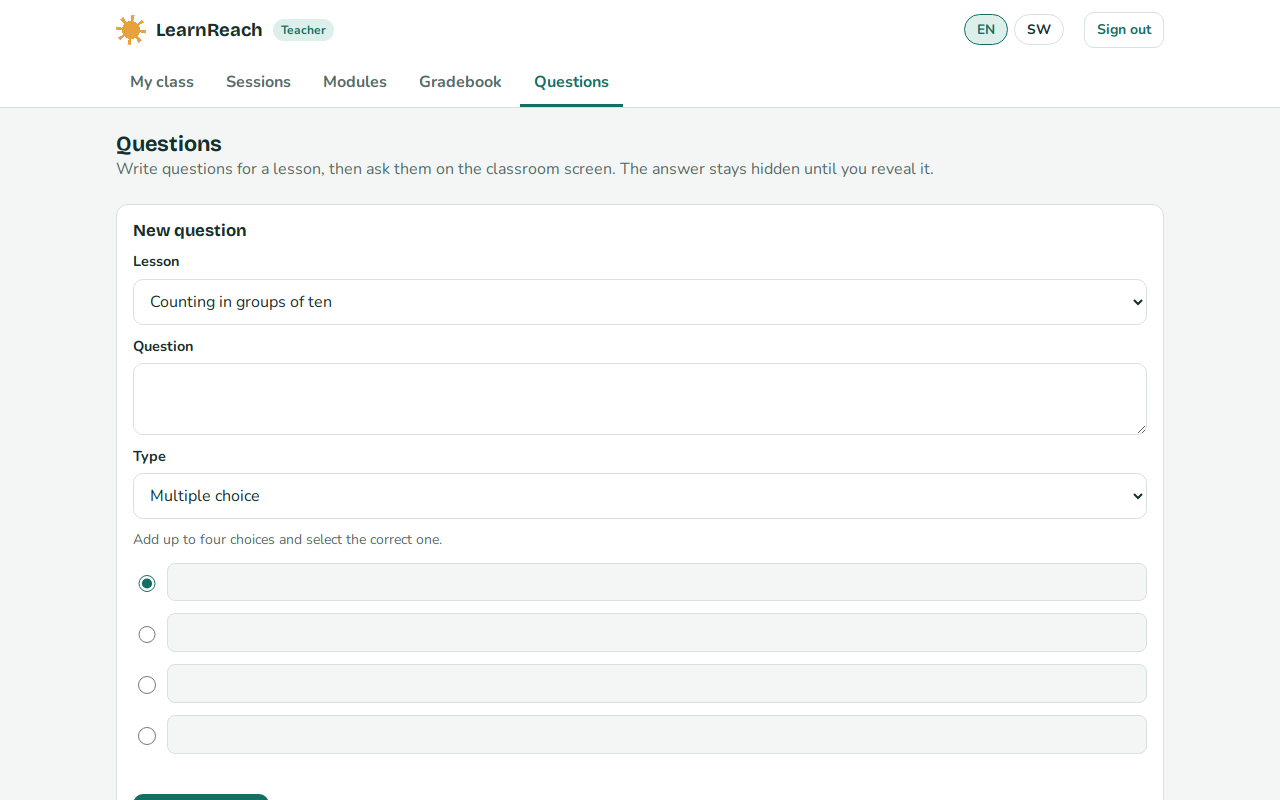 LearnReach Teacher EN SW Sign out
My class Sessions Modules Gradebook Questions
Questions
Write questions for a lesson, then ask them on the classroom screen. The answer stays hidden until you reveal it.
New question
Lesson
Counting in groups of ten
Question
Type
Multiple choice
Add up to four choices and select the correct one.